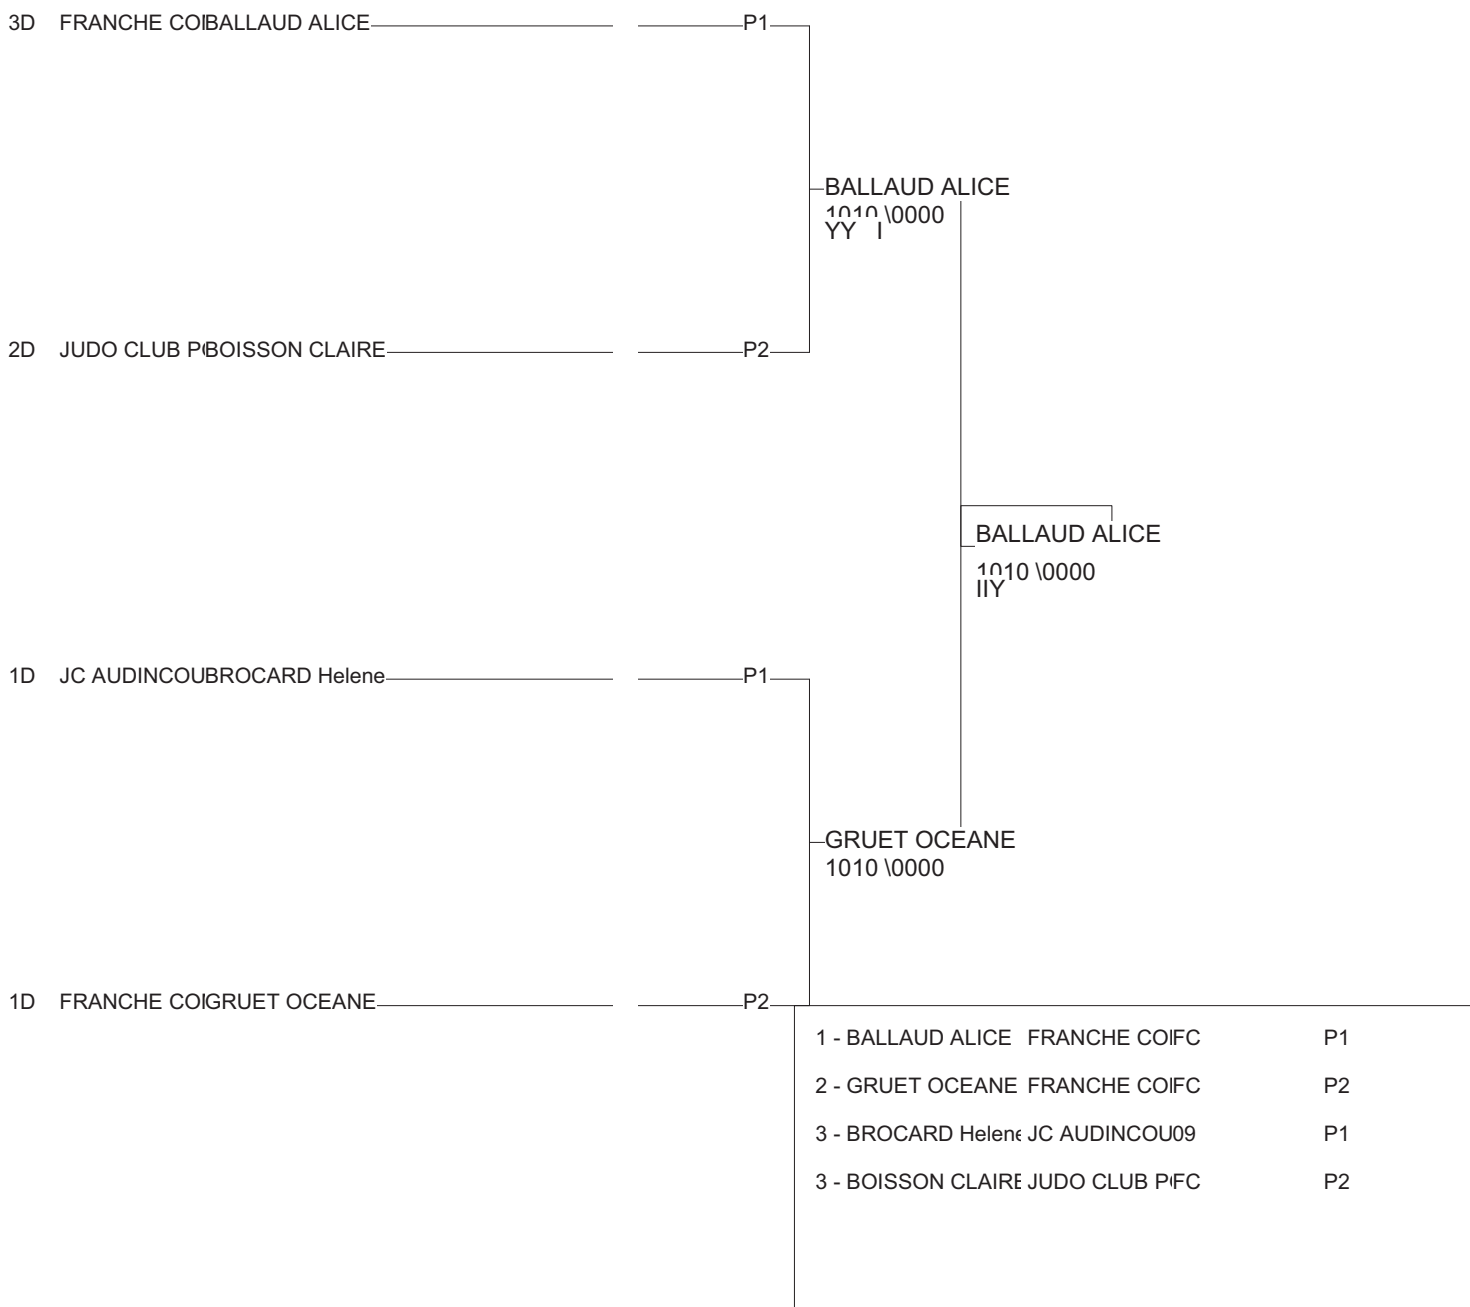 3D FRANCHE COIBALLAUD ALICE P1
BALLAUD ALICE
1010 \0000
YY I
2D JUDO CLUB P(BOISSON CLAIRE P2
BALLAUD ALICE
1010 \0000
IIY
1D JC AUDINCOUBROCARD Helene P1
GRUET OCEANE
1010 \0000
1D FRANCHE COIGRUET OCEANE P2
1 - BALLAUD ALICE FRANCHE COIFC P1
2 - GRUET OCEANE FRANCHE COIFC P2
3 - BROCARD Helene JC AUDINCOU09 P1
3 - BOISSON CLAIRE JUDO CLUB P(FC P2